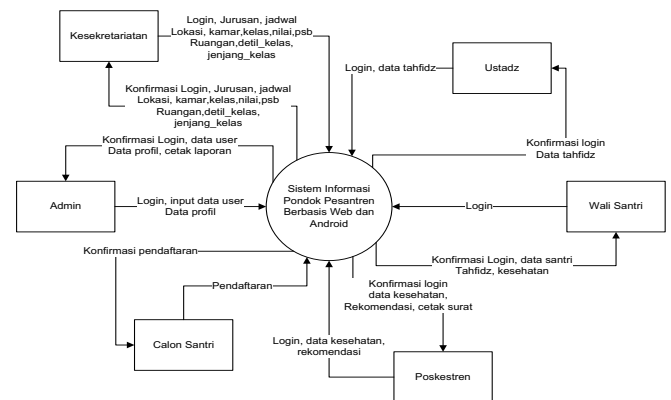 Kesekretariatan
Login, Jurusan, jadwal
Lokasi, kamar,kelas,nilai,psb
Ruangan,detil_kelas,
jenjang_kelas
Konfirmasi Login, Jurusan, jadwal
Lokasi, kamar,kelas,nilai,psb
Ruangan,detil_kelas,
jenjang_kelas
Login, data tahfidz
Ustadz
Konfirmasi login
Data tahfidz
Konfirmasi Login, data user
Data profil, cetak laporan
Admin
Login, input data user
Data profil
Sistem Informasi
Pondok Pesantren
Berbasis Web dan
Android
Login
Wali Santri
Konfirmasi Login, data santri
Tahfidz, kesehatan
Konfirmasi pendaftaran
Pendaftaran
Calon Santri
Konfirmasi login
data kesehatan,
Rekomendasi, cetak surat
Login, data kesehatan,
rekomendasi
Poskestren